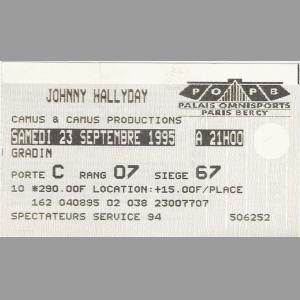 JOHNNY HALLYDAY
POPB
PALAIS OMNISPORTS
PARIS BERCY
CAMUS & CAMUS PRODUCTIONS
SAMEDI 23 SEPTEMBRE 1995 A 21H00
GRADIN
PORTE C RANG 07 SIEGE 67
10 *290.00F LOCATION:+15.00F/PLACE
162 040895 02 038 23007707
SPECTATEURS SERVICE 94 506252